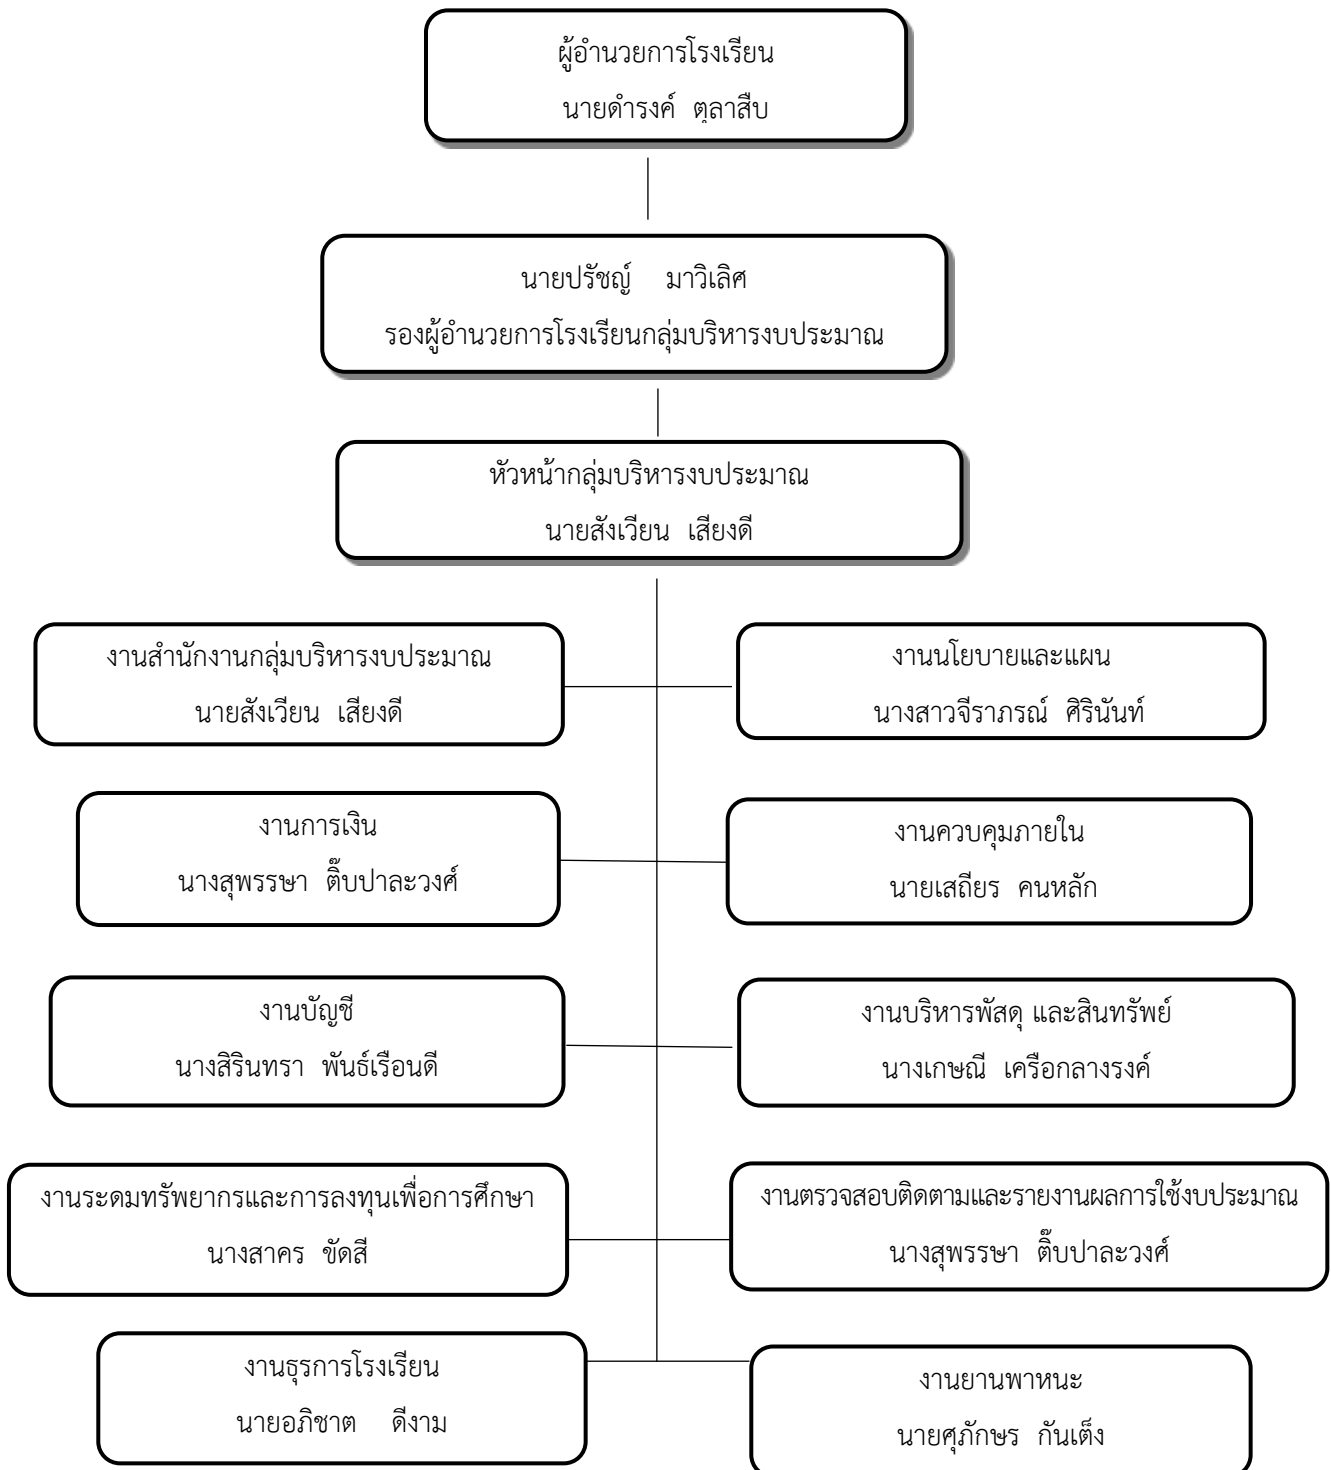 ผู้อำนวยการโรงเรียน
นายดำรงค์ ตุลาสืบ
นายปรัชญ์ มาวิเลิศ
รองผู้อำนวยการโรงเรียนกลุ่มบริหารงบประมาณ
หัวหน้ากลุ่มบริหารงบประมาณ
นายสังเวียน เสียงดี
งานสำนักงานกลุ่มบริหารงบประมาณ
นายสังเวียน เสียงดี
งานนโยบายและแผน
นางสาวจีราภรณ์ ศิรินันท์
งานการเงิน
นางสุพรรษา ติ๊บปาละวงศ์
งานควบคุมภายใน
นายเสถียร คนหลัก
งานบัญชี
นางสิรินทรา พันธ์เรือนดี
งานบริหารพัสดุ และสินทรัพย์
นางเกษณี เครือกลางรงค์
งานระดมทรัพยากรและการลงทุนเพื่อการศึกษา
นางสาคร ขัดสี
งานตรวจสอบติดตามและรายงานผลการใช้งบประมาณ
นางสุพรรษา ติ๊บปาละวงศ์
งานธุรการโรงเรียน
นายอภิชาต ดีงาม
งานยานพาหนะ
นายศุภักษร กันเต็ง